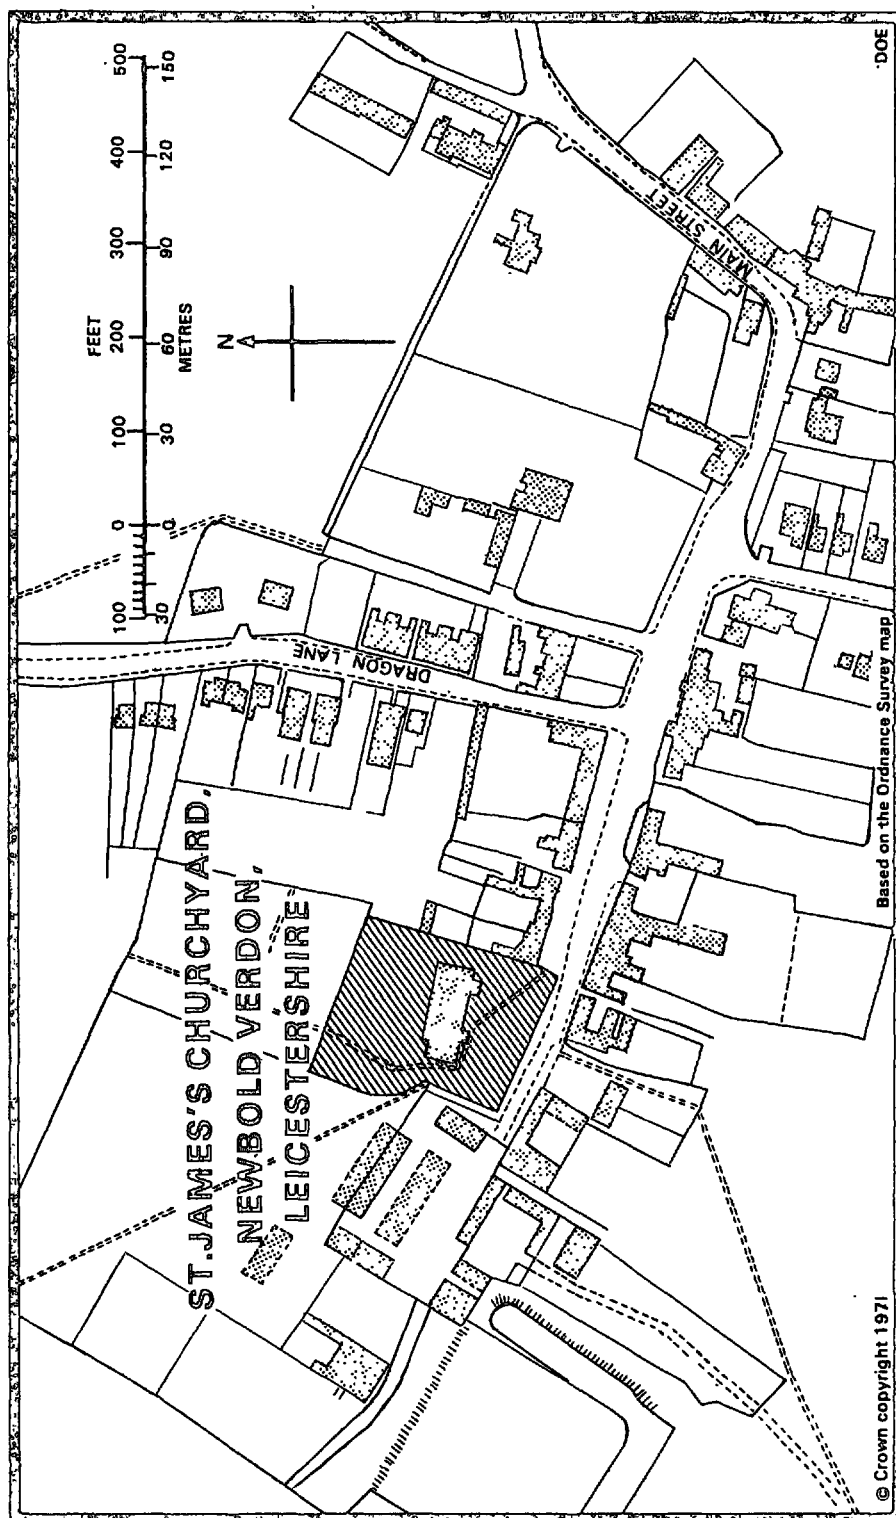 ST. JAMES'S CHURCHYARD,
NEWBOLD VERDON,
LEICESTERSHIRE
FEET
100 0 100 200 300 400 500
30 0 30 60 90 120 150
METRES
N
DRAGON LANE
MAIN STREET
© Crown copyright 1971
Based on the Ordnance Survey map
DOE